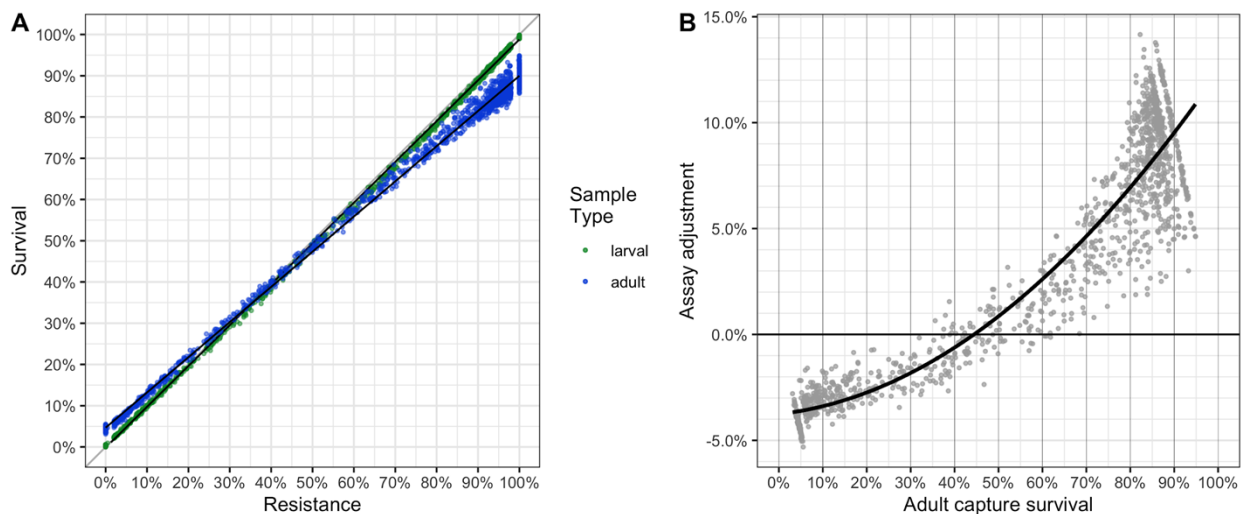 A
100%
90%
80%
70%
60%
50%
40%
30%
20%
10%
0%
Survival
0% 10% 20% 30% 40% 50% 60% 70% 80% 90% 100%
Resistance
Sample
Type
larval
adult
B
15.0%
10.0%
5.0%
0.0%
-5.0%
Assay adjustment
0% 10% 20% 30% 40% 50% 60% 70% 80% 90% 100%
Adult capture survival